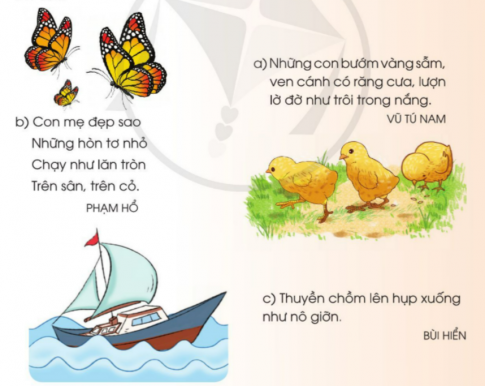 a) Những con bướm vàng sẫm,
ven cánh có răng cưa, lượn
lờ đờ như trôi trong nắng.
VŨ TÚ NAM
b) Con mẹ đẹp sao
Những hòn tơ nhỏ
Chạy như lăn tròn
Trên sân, trên cỏ.
PHẠM HỔ
c) Thuyền chồm lên hụp xuống
như nô giỡn.
BÙI HIỂN